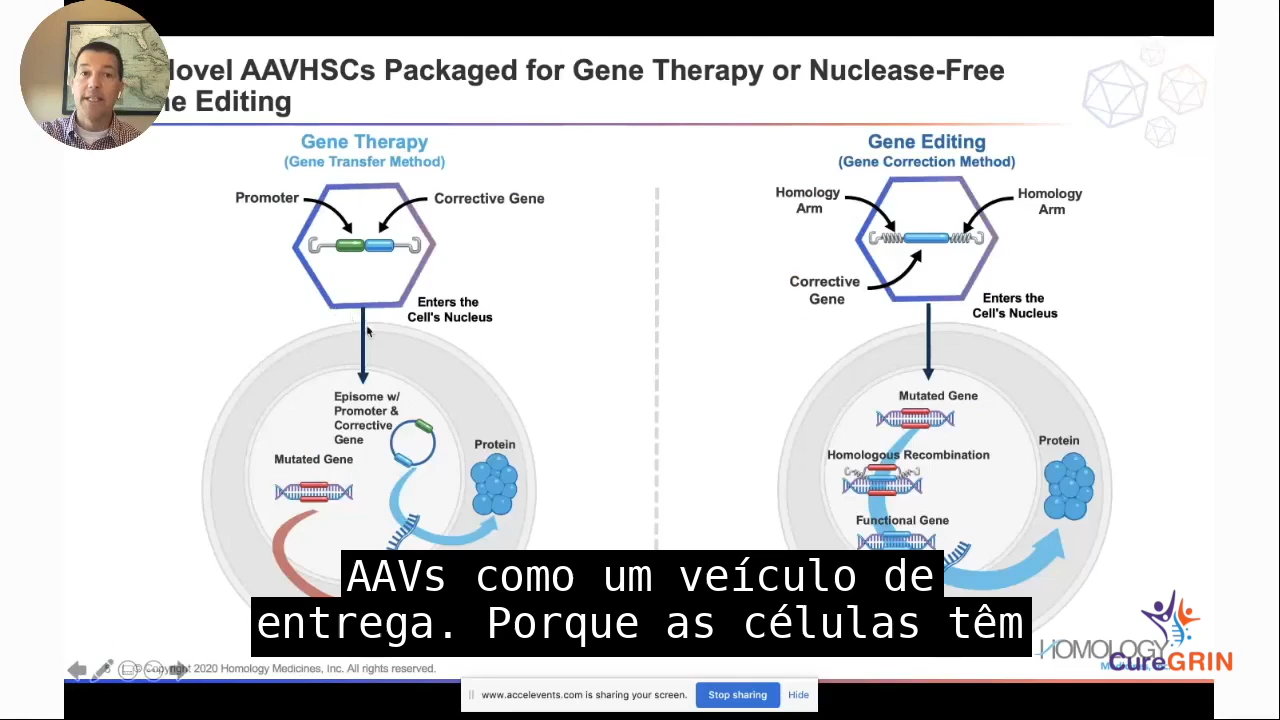 ovel AAVHSCs Packaged for Gene Therapy or Nuclease-Free
ne Editing
Gene Therapy
(Gene Transfer Method)
Promoter
Corrective Gene
Enters the
Cell's Nucleus
Episome w/
Promoter &
Corrective
Gene
Mutated Gene
Protein
Gene Editing
(Gene Correction Method)
Homology
Arm
Homology
Arm
Corrective
Gene
Enters the
Cell's Nucleus
Mutated Gene
Homologous Recombination
Functional Gene
Protein
AAVs como um veículo de
entrega. Porque as células têm
© Copyright 2020 Homology Medicines, Inc. All rights reserved.
HOMOLOGY
CureGRIN
www.accelevents.com is sharing your screen.
Stop sharing
Hide